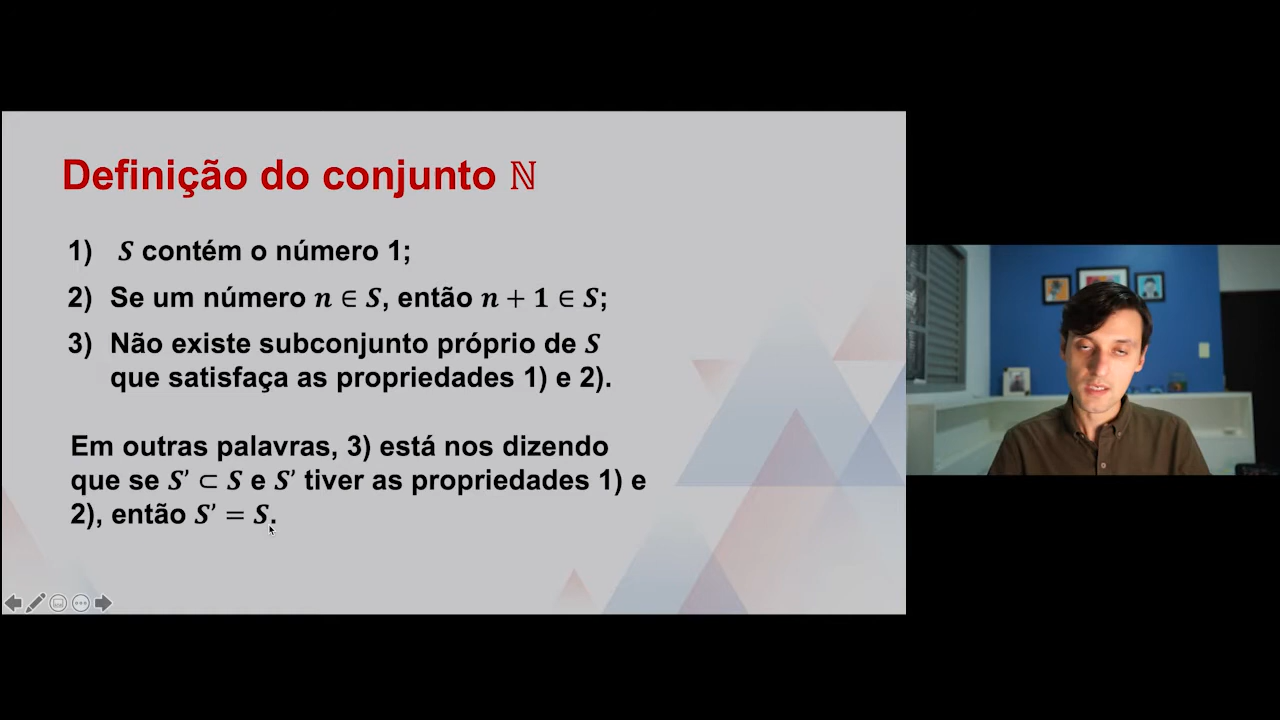 Definição do conjunto ℕ
1) S contém o número 1;
2) Se um número n ∈ S, então n + 1 ∈ S;
3) Não existe subconjunto próprio de S
que satisfaça as propriedades 1) e 2).
Em outras palavras, 3) está nos dizendo
que se S’ ⊂ S e S’ tiver as propriedades 1) e
2), então S’ = S.